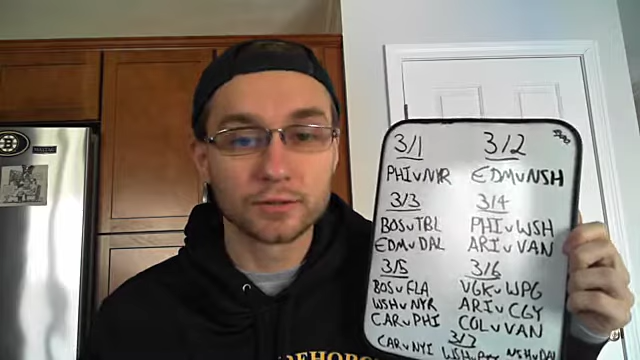 3/1
PHI v NYR
3/2
EDM v NSH
3/3
BOS v TBL
EDM v DAL
3/4
PHI v WSH
ARI v VAN
3/5
BOS v FLA
WSH v NYR
CAR v PHI
3/6
VGK v WPG
ARI v CGY
COL v VAN
3/7
CAR v NYI
NSH v DAL
B